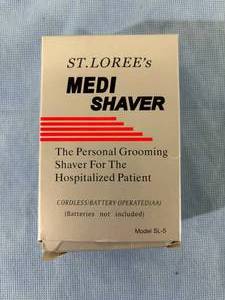 ST.LOREE's
MEDI
SHAVER
The Personal Grooming
Shaver For The
Hospitalized Patient
CORDLESS/BATTERY OPERATED(AA)
(Batteries not included)
Model SL-5